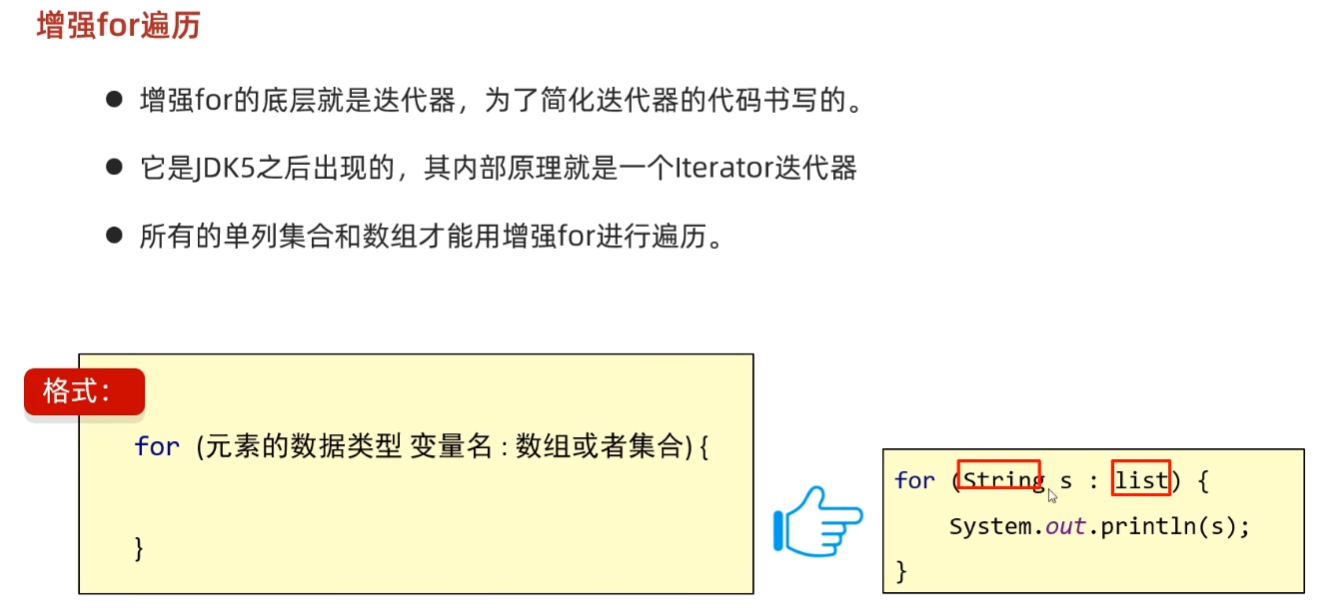 增强for遍历
● 增强for的底层就是迭代器，为了简化迭代器的代码书写的。
● 它是JDK5之后出现的，其内部原理就是一个Iterator迭代器
● 所有的单列集合和数组才能用增强for进行遍历。
格式：
for (元素的数据类型 变量名 : 数组或者集合) {
}
for (String s : list) {
System.out.println(s);
}